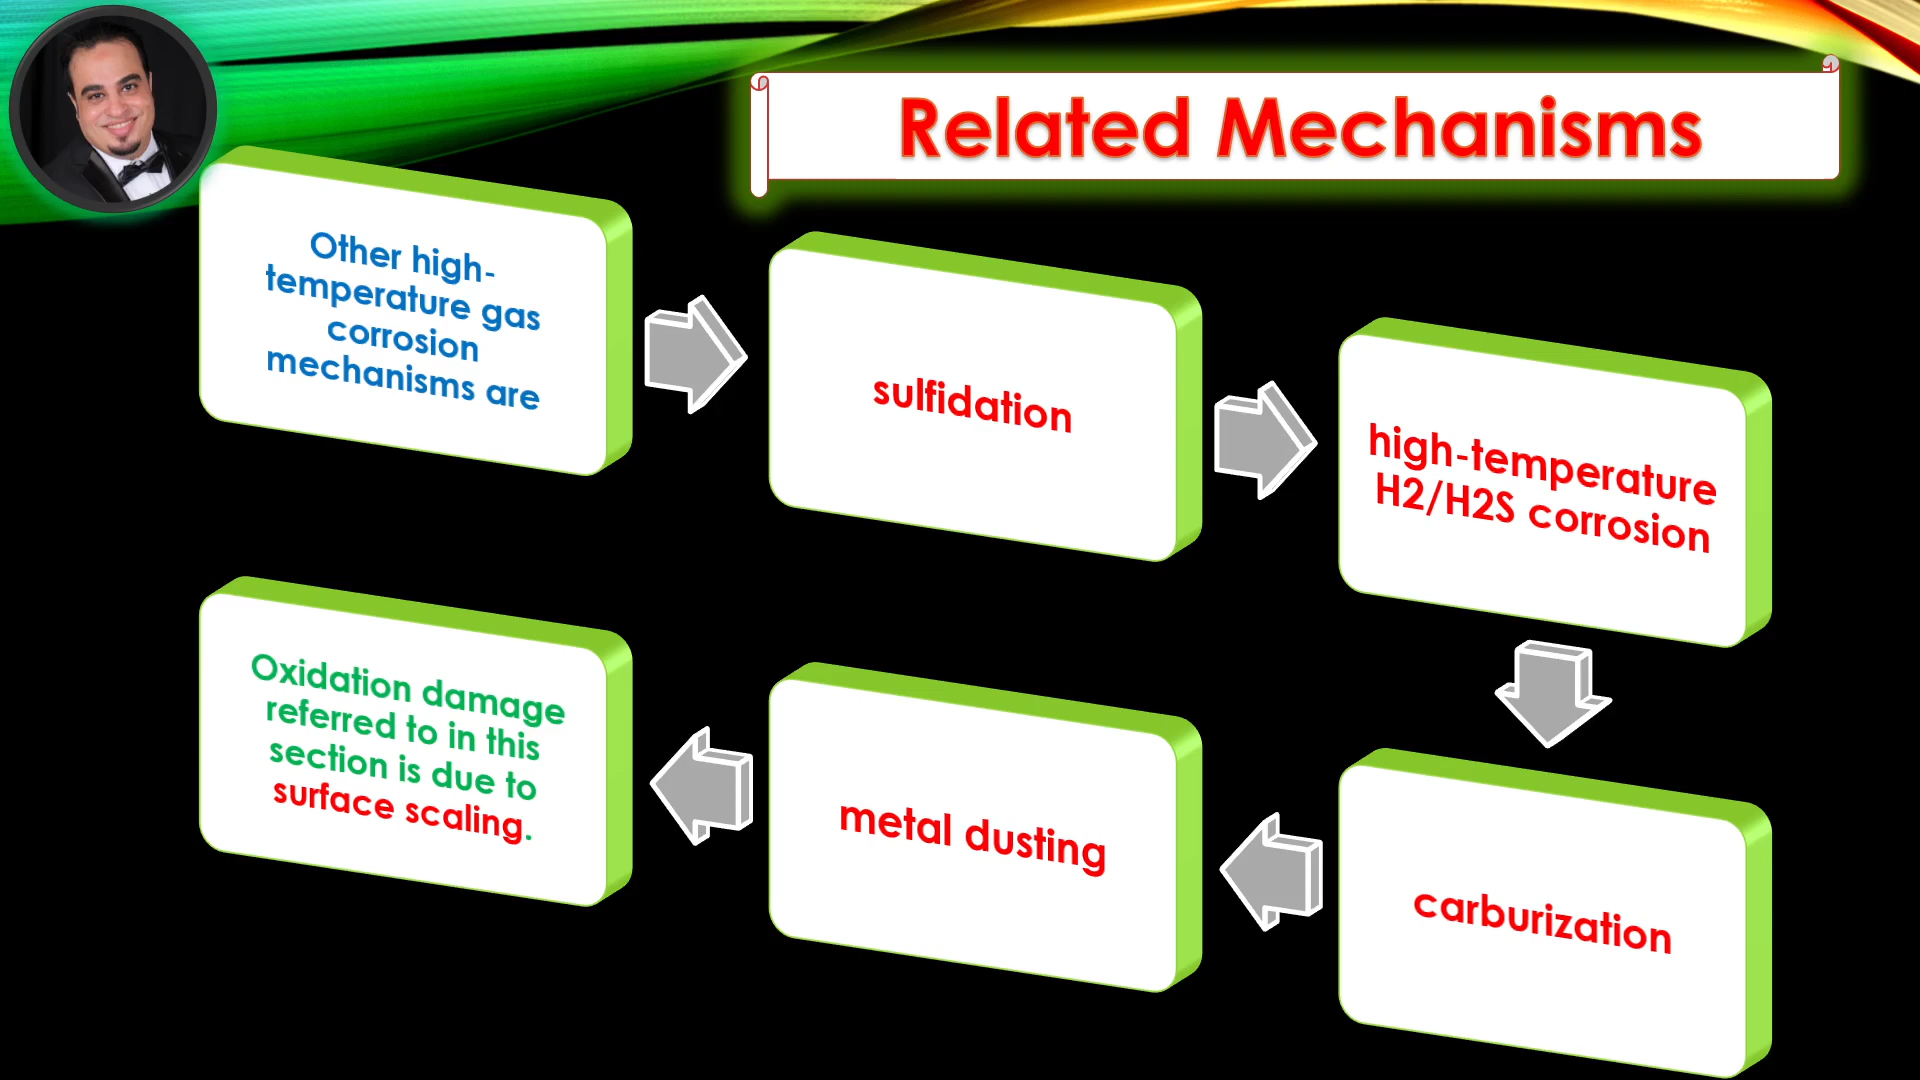 Related Mechanisms
Other high-
temperature gas
corrosion
mechanisms are
sulfidation
high-temperature
H2/H2S corrosion
carburization
metal dusting
Oxidation damage
referred to in this
section is due to
surface scaling.